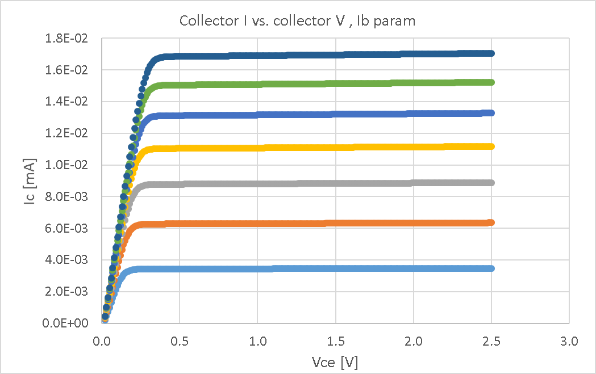 Collector I vs. collector V , Ib param
1.8E-02
1.6E-02
1.4E-02
1.2E-02
1.0E-02
8.0E-03
6.0E-03
4.0E-03
2.0E-03
0.0E+00
Ic [mA]
0.0 0.5 1.0 1.5 2.0 2.5 3.0
Vce [V]